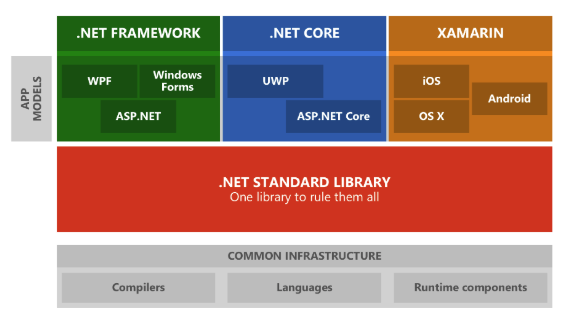 .NET FRAMEWORK
.NET CORE
XAMARIN
APP
MODELS
WPF
Windows
Forms
ASP.NET
UWP
ASP.NET Core
iOS
Android
OS X
.NET STANDARD LIBRARY
One library to rule them all
COMMON INFRASTRUCTURE
Compilers
Languages
Runtime components